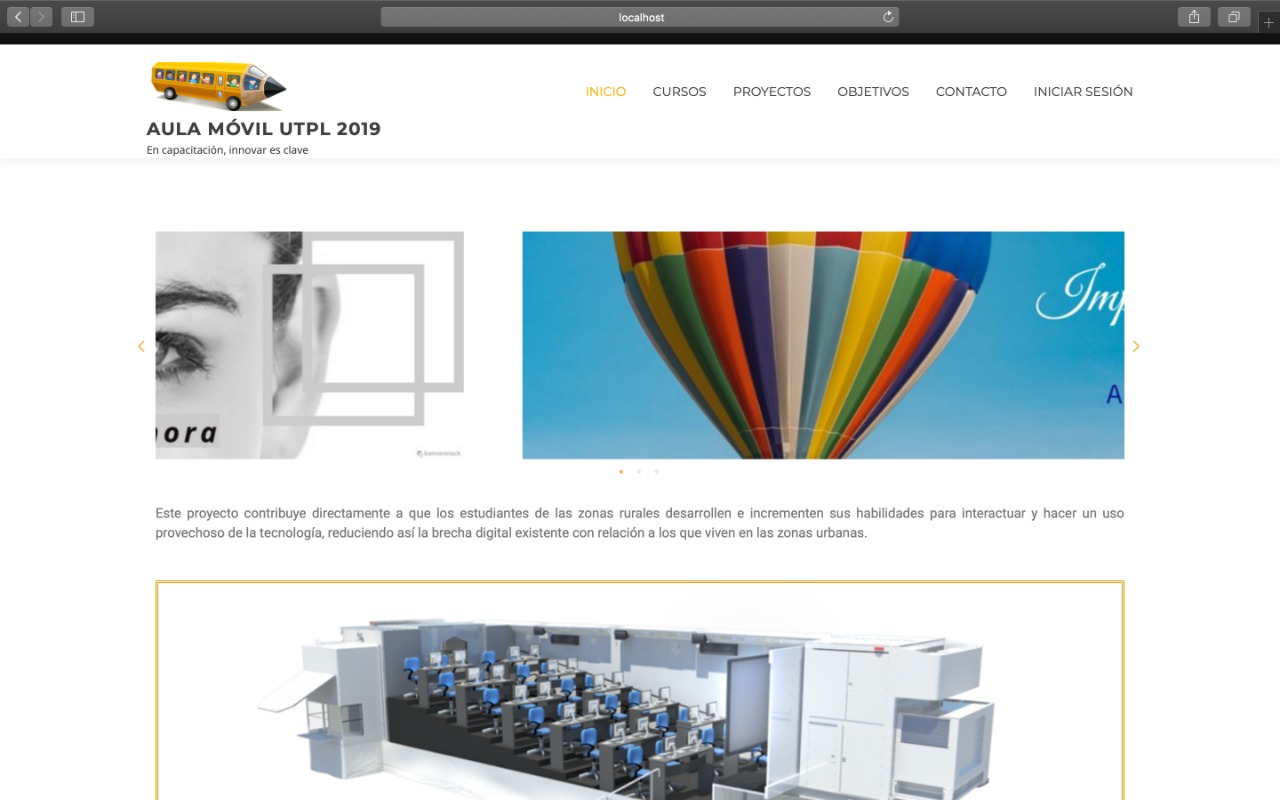 localhost
INICIO CURSOS PROYECTOS OBJETIVOS CONTACTO INICIAR SESIÓN
AULA MÓVIL UTPL 2019
En capacitación, innovar es clave
ora
Imp
A
Este proyecto contribuye directamente a que los estudiantes de las zonas rurales desarrollen e incrementen sus habilidades para interactuar y hacer un uso
provechoso de la tecnología, reduciendo así la brecha digital existente con relación a los que viven en las zonas urbanas.